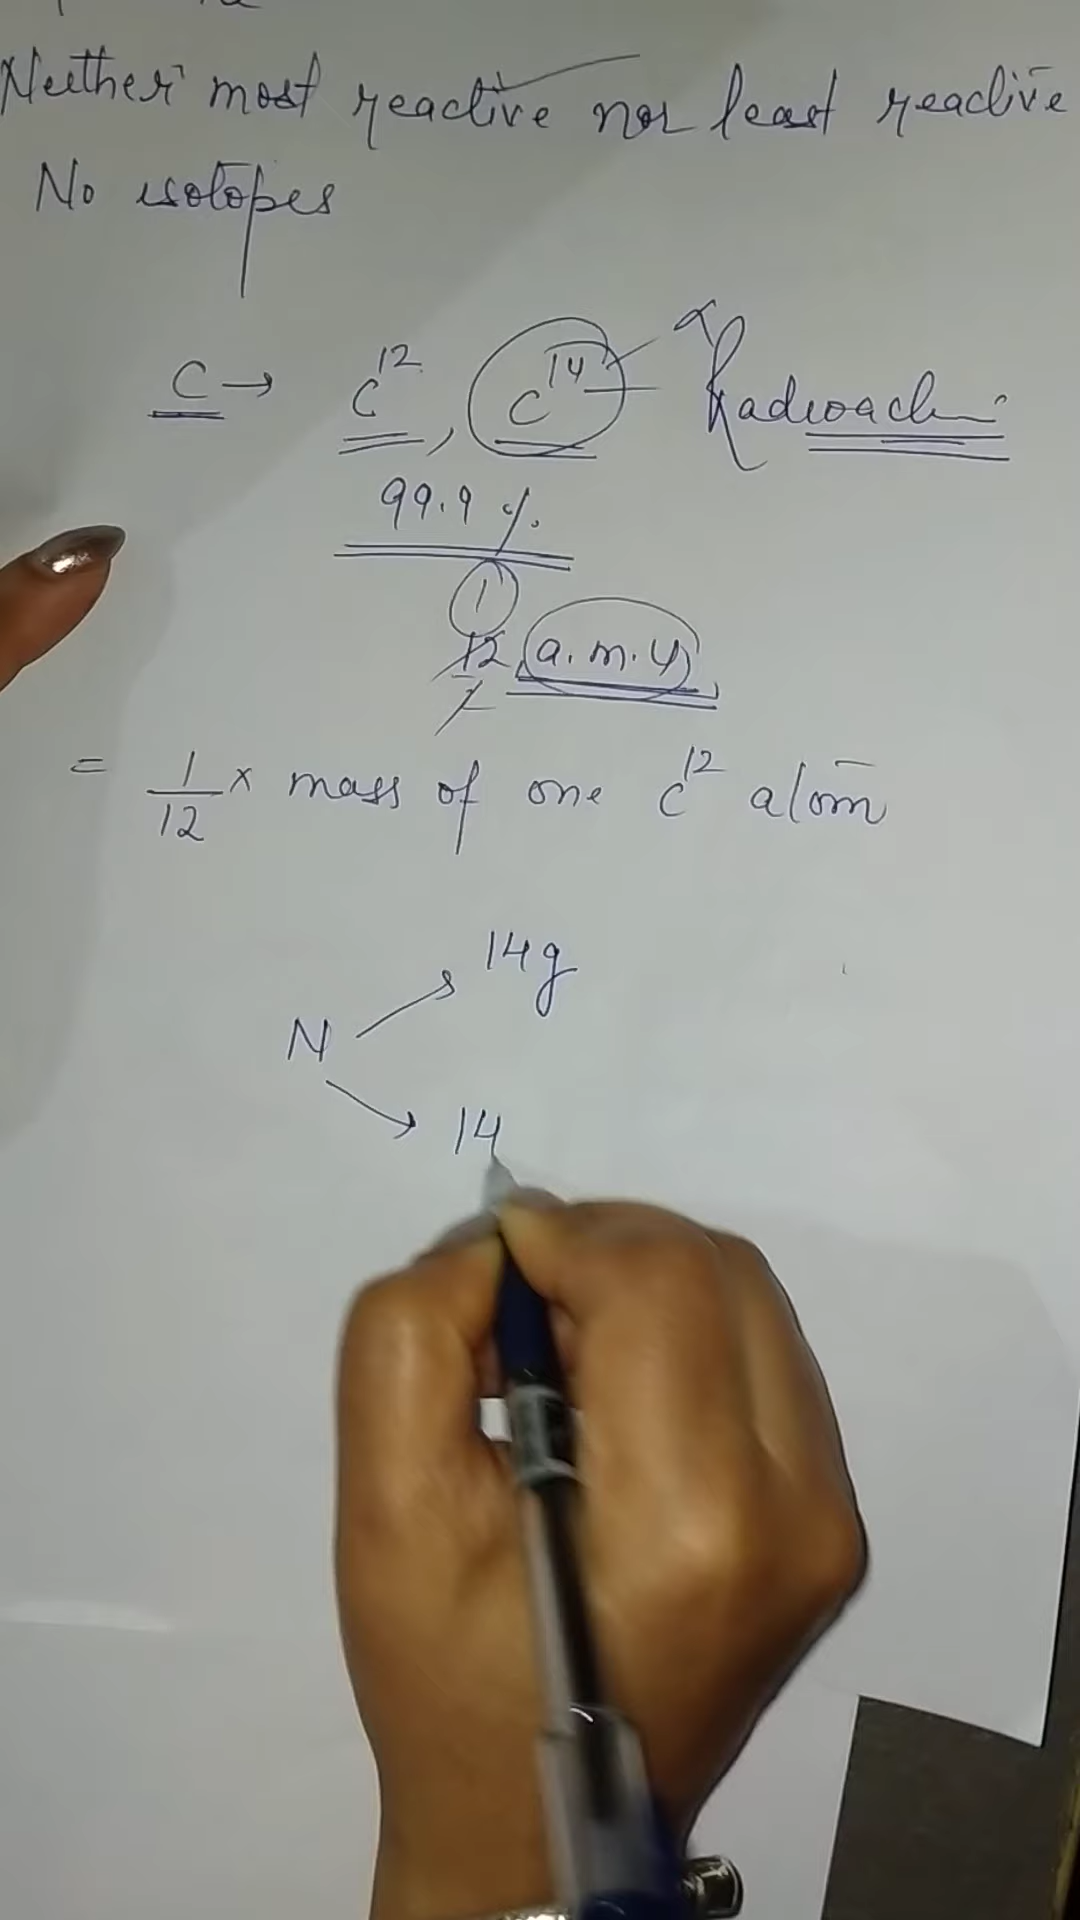 Neither most reactive nor least reactive
No isotopes
C → C¹², C¹⁴ Radioacti
99.9 %.
1
12 a.m.u
= 1/12 × mass of one C¹² atom
14g
N
14